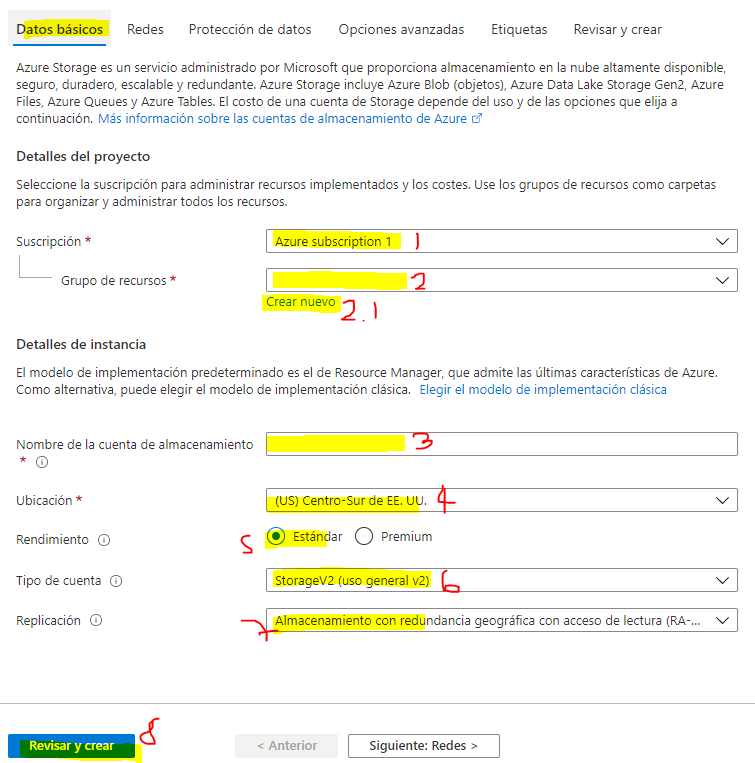 Datos básicos Redes Protección de datos Opciones avanzadas Etiquetas Revisar y crear
Azure Storage es un servicio administrado por Microsoft que proporciona almacenamiento en la nube altamente disponible,
seguro, duradero, escalable y redundante. Azure Storage incluye Azure Blob (objetos), Azure Data Lake Storage Gen2, Azure
Files, Azure Queues y Azure Tables. El costo de una cuenta de Storage depende del uso y de las opciones que elija a
continuación. Más información sobre las cuentas de almacenamiento de Azure
Detalles del proyecto
Seleccione la suscripción para administrar recursos implementados y los costes. Use los grupos de recursos como carpetas
para organizar y administrar todos los recursos.
Suscripción * Azure subscription 1 1
Grupo de recursos * 2
Crear nuevo 2.1
Detalles de instancia
El modelo de implementación predeterminado es el de Resource Manager, que admite las últimas características de Azure.
Como alternativa, puede elegir el modelo de implementación clásica. Elegir el modelo de implementación clásica
Nombre de la cuenta de almacenamiento 3
*
Ubicación * (US) Centro-Sur de EE. UU. 4
Rendimiento 5 Estándar Premium
Tipo de cuenta StorageV2 (uso general v2) 6
Replicación 7 Almacenamiento con redundancia geográfica con acceso de lectura (RA-...
Revisar y crear 8 < Anterior Siguiente: Redes >